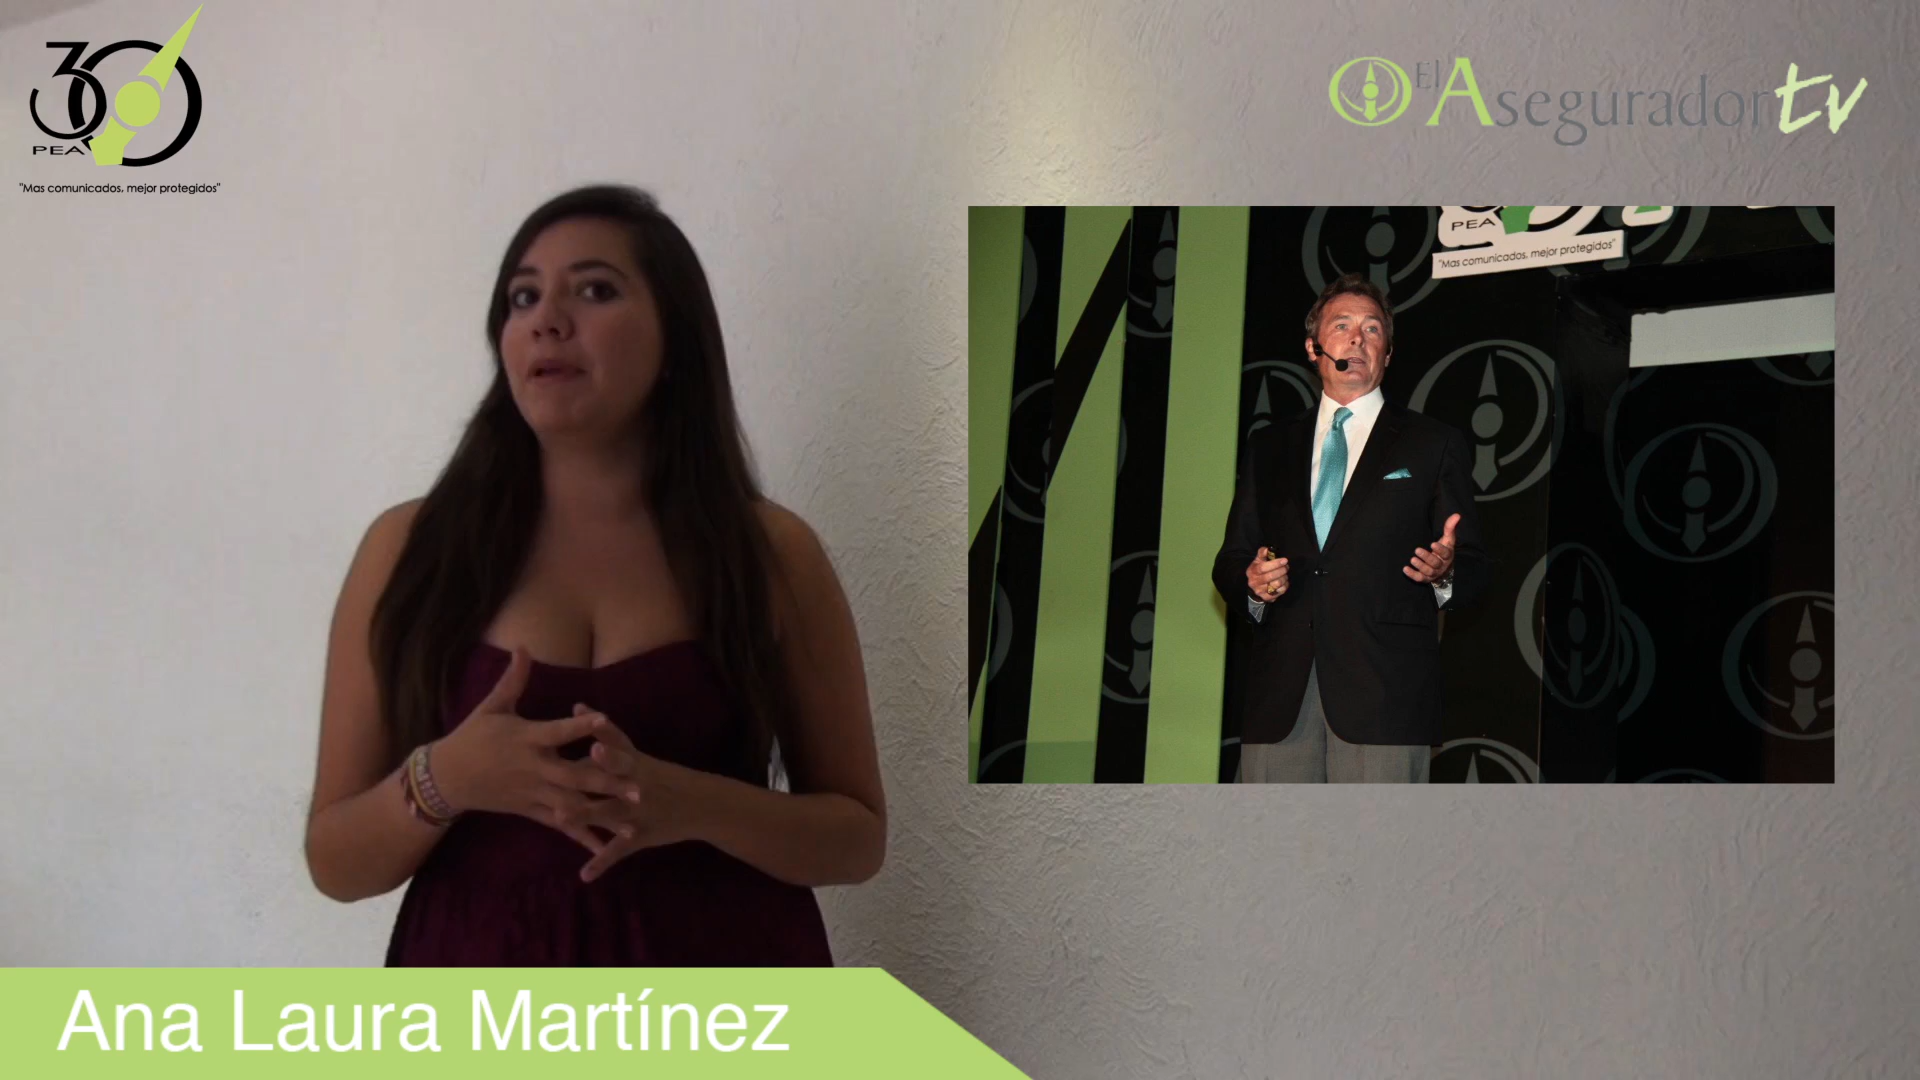 30
PEA
"Mas comunicados, mejor protegidos"
El Asegurador tv
PEA
"Mas comunicados, mejor protegidos"
Ana Laura Martínez